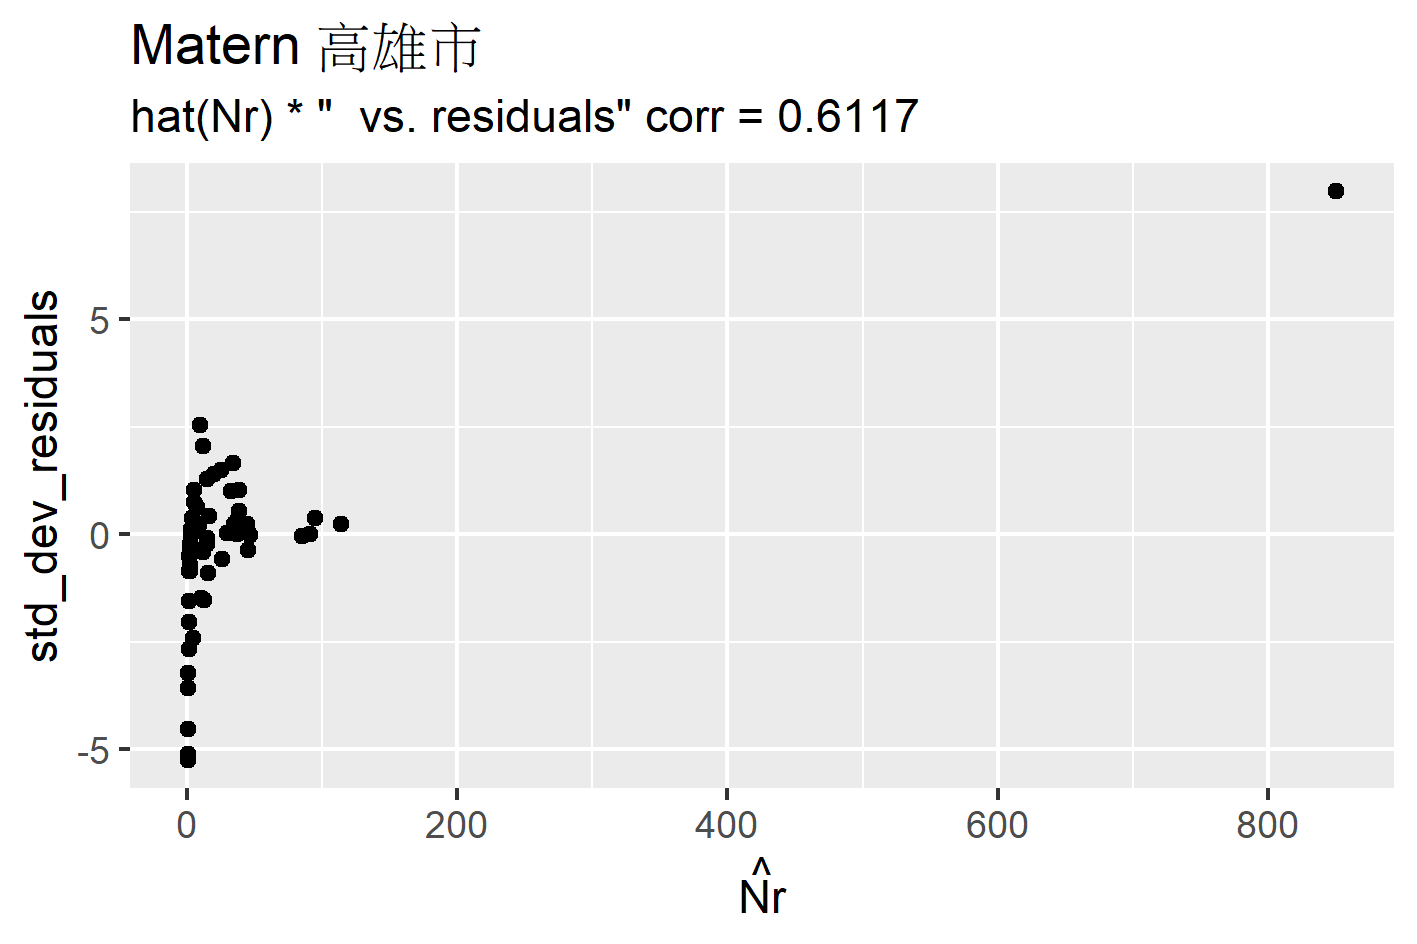 Matern 高雄市
hat(Nr) * "  vs. residuals" corr = 0.6117
std_dev_residuals
5
0
-5
0 200 400 600 800
N̂r